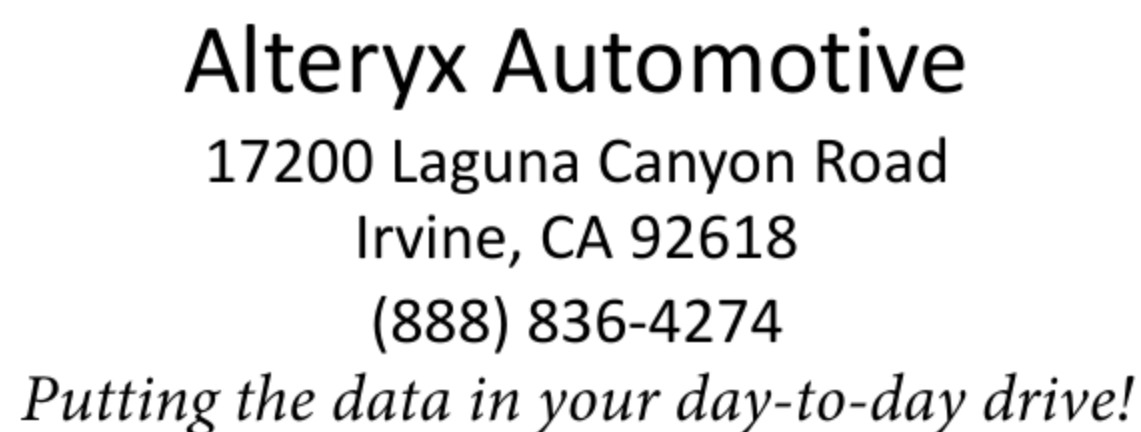 Alteryx Automotive
17200 Laguna Canyon Road
Irvine, CA 92618
(888) 836-4274
Putting the data in your day-to-day drive!